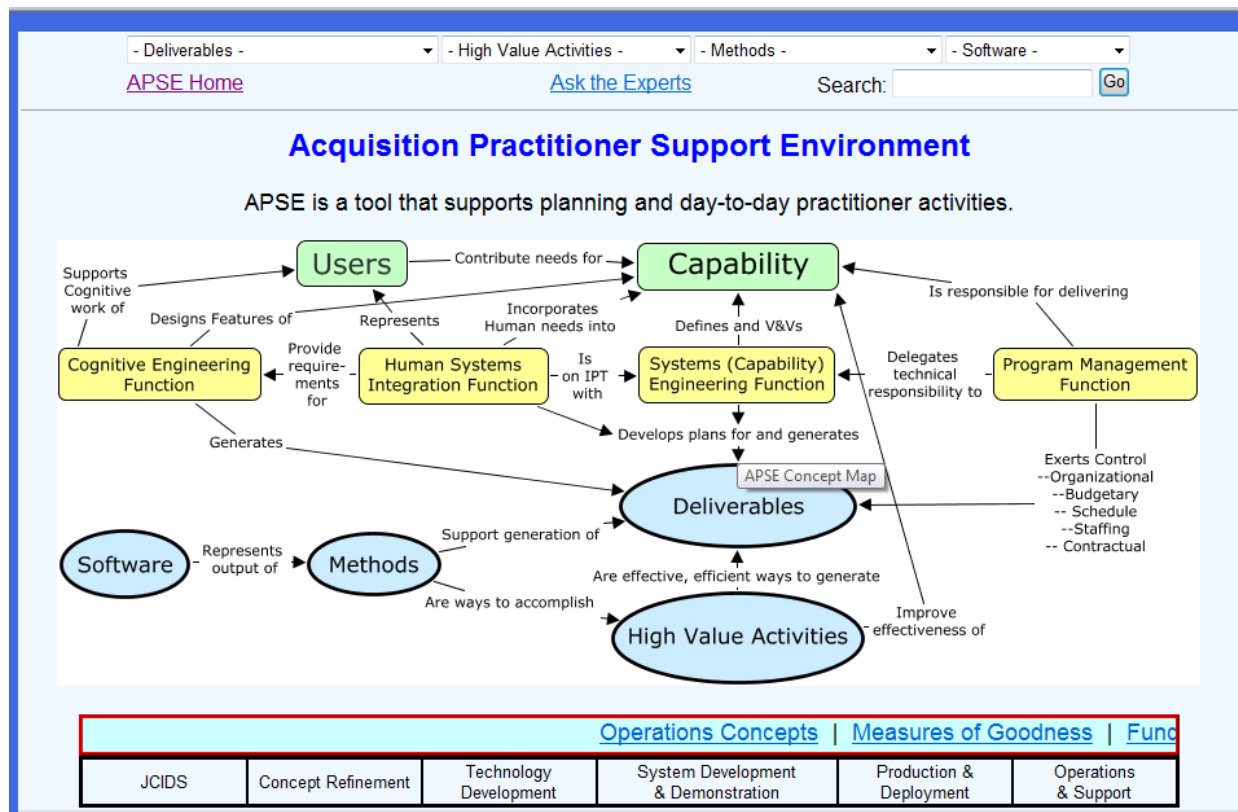 - Deliverables -
- High Value Activities -
- Methods -
- Software -
APSE Home
Ask the Experts
Search:
Go
Acquisition Practitioner Support Environment
APSE is a tool that supports planning and day-to-day practitioner activities.
Users
Contribute needs for
Capability
Supports
Cognitive
work of
Designs Features of
Represents
Incorporates
Human needs into
Defines and V&Vs
Is responsible for delivering
Cognitive Engineering
Function
Provide
require-
ments
for
Human Systems
Integration Function
Is
on IPT
with
Systems (Capability)
Engineering Function
Delegates
technical
responsibility to
Program Management
Function
Generates
Develops plans for and generates
APSE Concept Map
Deliverables
Exerts Control
--Organizational
--Budgetary
-- Schedule
--Staffing
-- Contractual
Software
Represents
output of
Methods
Support generation of
Are ways to accomplish
Are effective, efficient ways to generate
High Value Activities
Improve
effectiveness of
Operations Concepts | Measures of Goodness | Func
JCIDS
Concept Refinement
Technology
Development
System Development
& Demonstration
Production &
Deployment
Operations
& Support